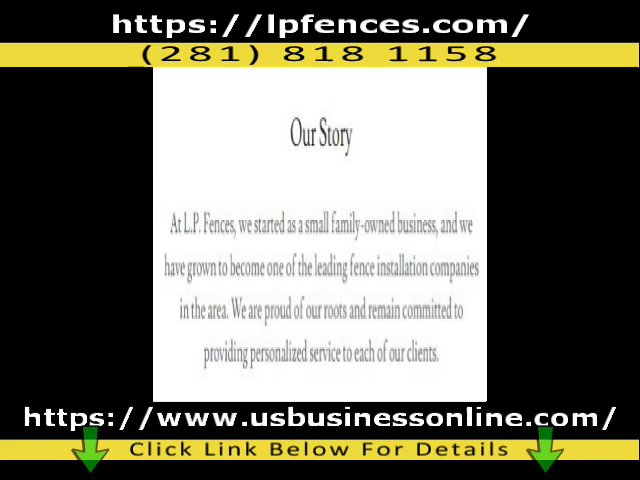 https://lpfences.com/
(281) 818 1158
Our Story
At L.P. Fences, we started as a small family-owned business, and we
have grown to become one of the leading fence installation companies
in the area. We are proud of our roots and remain committed to
providing personalized service to each of our clients.
https://www.usbusinessonline.com/
Click Link Below For Details